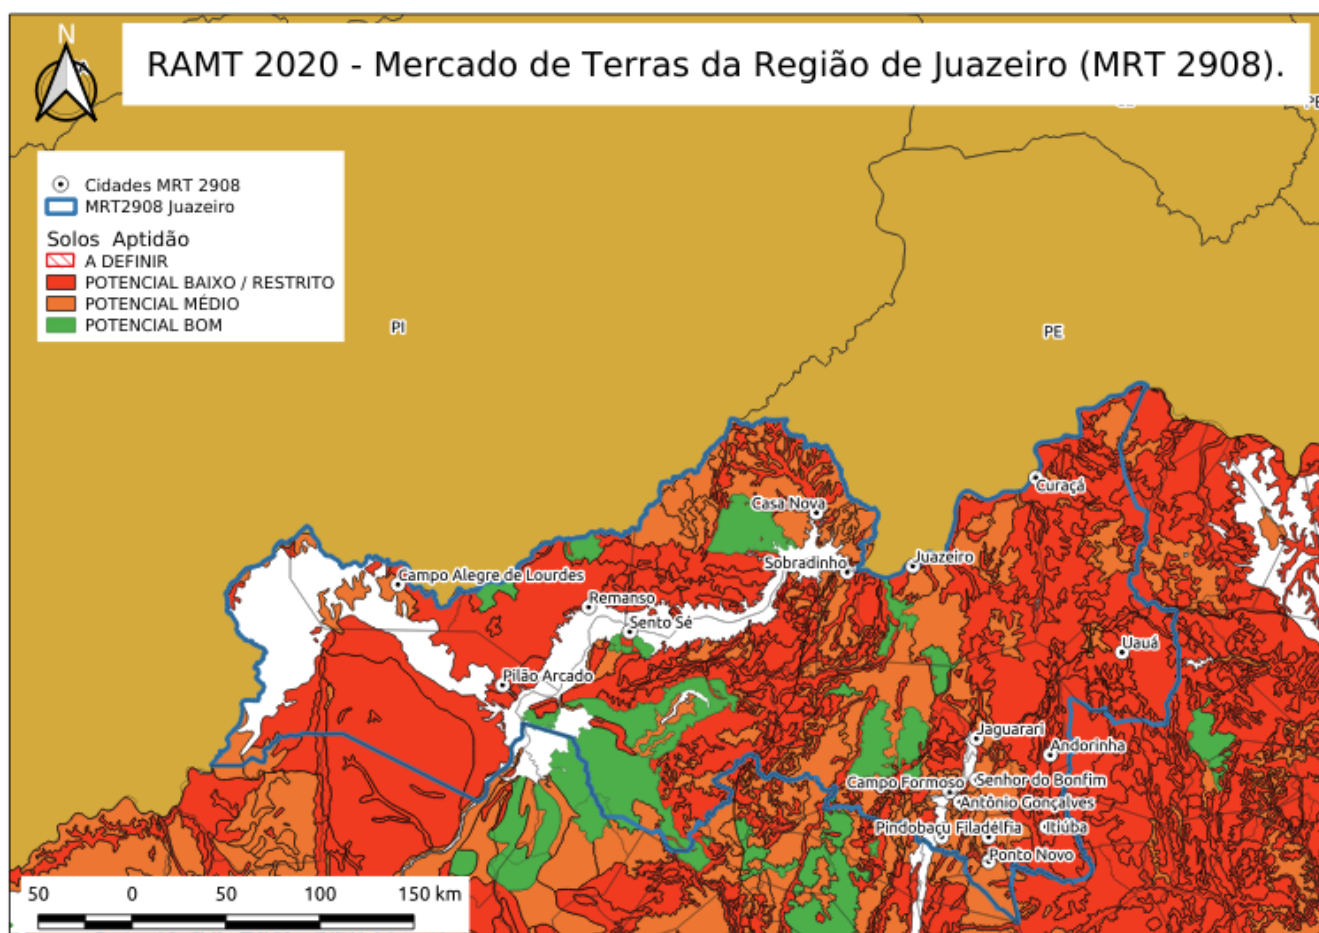 N
RAMT 2020 - Mercado de Terras da Região de Juazeiro (MRT 2908).
PE
Cidades MRT 2908
MRT2908 Juazeiro
Solos Aptidão
A DEFINIR
POTENCIAL BAIXO / RESTRITO
POTENCIAL MÉDIO
POTENCIAL BOM
PI
PE
Curaçá
Casa Nova
Sobradinho
Juazeiro
Campo Alegre de Lourdes
Remanso
Sento Sé
Uauá
Pilão Arcado
Jaguarari
Andorinha
Campo Formoso
Senhor do Bonfim
Antônio Gonçalves
Pindobaçu
Filadélfia
Itiúba
Ponto Novo
50 0 50 100 150 km